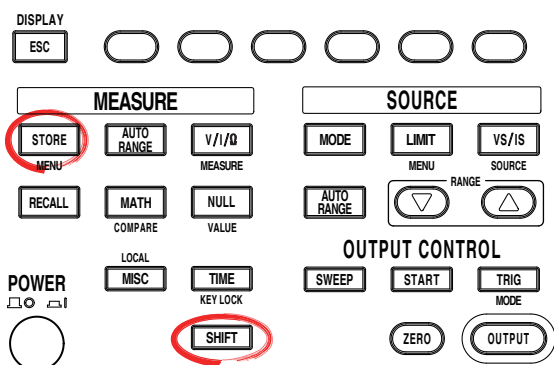 DISPLAY
ESC
MEASURE
SOURCE
STORE
AUTO
RANGE
V/I/Ω
MODE
LIMIT
VS/IS
MENU
MEASURE
MENU
SOURCE
RANGE
RECALL
MATH
NULL
AUTO
RANGE
COMPARE
VALUE
OUTPUT CONTROL
LOCAL
MISC
TIME
SWEEP
START
TRIG
POWER
KEY LOCK
MODE
SHIFT
ZERO
OUTPUT